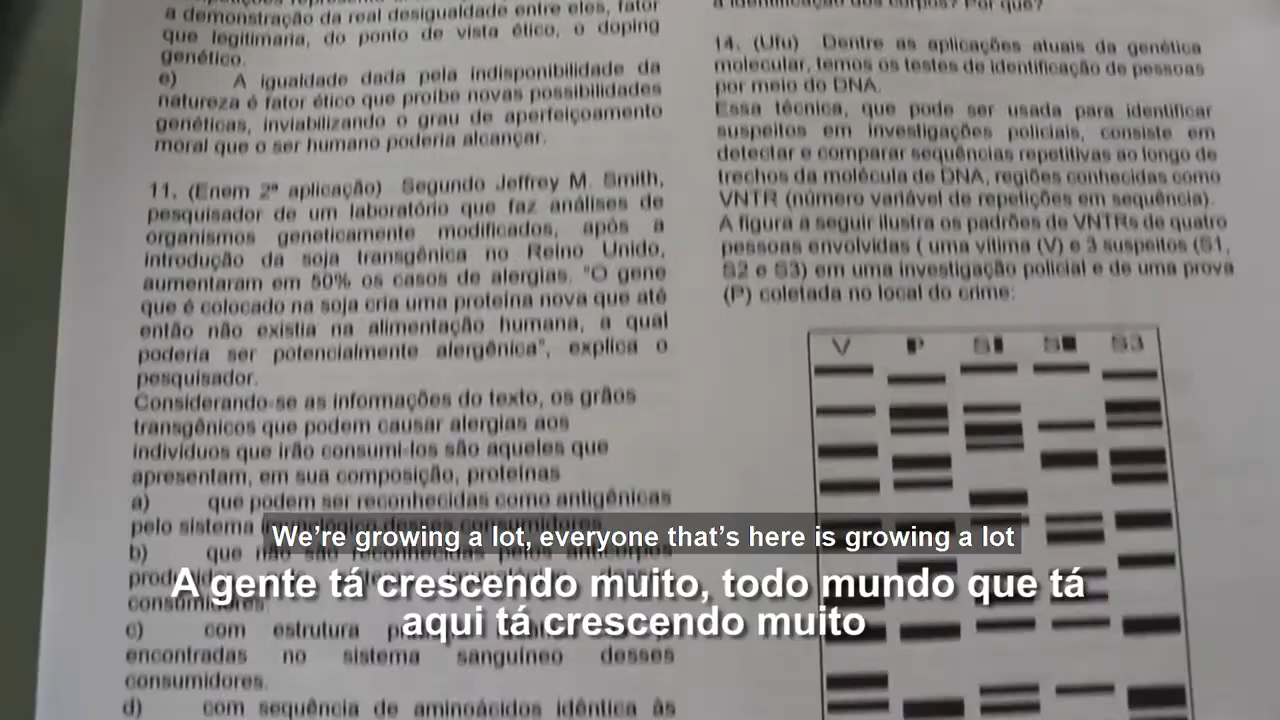 a demonstração da real desigualdade entre eles, fator
que legitimaria, do ponto de vista ético, o doping
genético.
e) A igualdade dada pela indisponibilidade da
natureza é fator ético que proíbe novas possibilidades
genéticas, inviabilizando o grau de aperfeiçoamento
moral que o ser humano poderia alcançar.
11. (Enem 2ª aplicação) Segundo Jeffrey M. Smith,
pesquisador de um laboratório que faz análises de
organismos geneticamente modificados, após a
introdução da soja transgênica no Reino Unido,
aumentaram em 50% os casos de alergias. "O gene
que é colocado na soja cria uma proteína nova que até
então não existia na alimentação humana, a qual
poderia ser potencialmente alergênica", explica o
pesquisador.
Considerando-se as informações do texto, os grãos
transgênicos que podem causar alergias aos
indivíduos que irão consumi-los são aqueles que
apresentam, em sua composição, proteínas
a) que podem ser reconhecidas como antigênicas
pelo sistema
b) que não são reconhecidas pelos anticorpos
consumidores.
c) com estrutura
encontradas no sistema sanguíneo desses
consumidores.
d) com sequência de aminoácidos idêntica às
a identificação dos corpos? Por quê?
14. (Ufu) Dentre as aplicações atuais da genética
molecular, temos os testes de identificação de pessoas
por meio do DNA.
Essa técnica, que pode ser usada para identificar
suspeitos em investigações policiais, consiste em
detectar e comparar sequências repetitivas ao longo de
trechos da molécula de DNA, regiões conhecidas como
VNTR (número variável de repetições em sequência).
A figura a seguir ilustra os padrões de VNTRs de quatro
pessoas envolvidas ( uma vítima (V) e 3 suspeitos (S1,
S2 e S3) em uma investigação policial e de uma prova
(P) coletada no local do crime:
V P S3
We're growing a lot, everyone that's here is growing a lot
A gente tá crescendo muito, todo mundo que tá
aqui tá crescendo muito